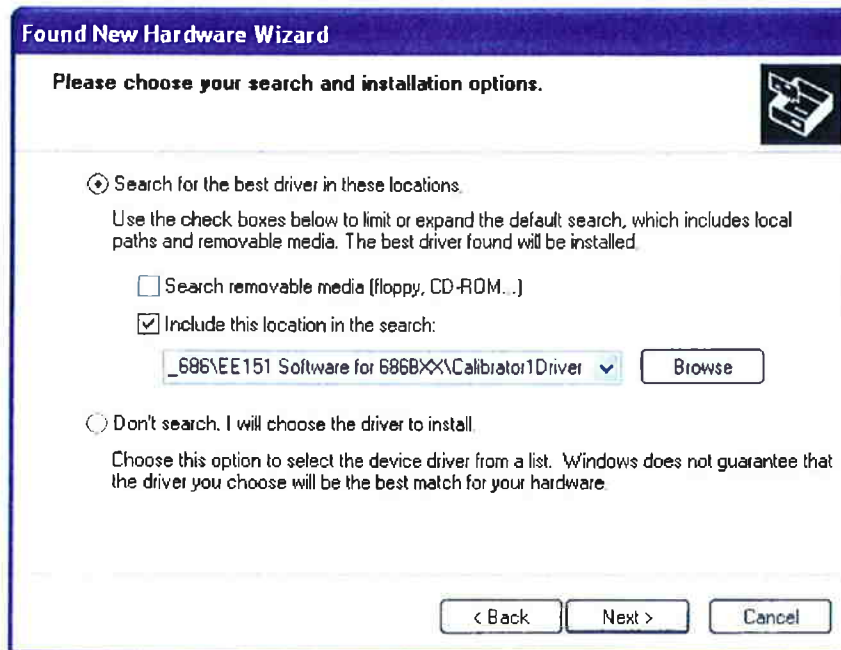 Found New Hardware Wizard
Please choose your search and installation options.
Search for the best driver in these locations.
Use the check boxes below to limit or expand the default search, which includes local
paths and removable media. The best driver found will be installed.
Search removable media (floppy, CD-ROM...)
Include this location in the search:
_686\EE151 Software for 686BXX\Calibrator1Driver
Browse
Don't search. I will choose the driver to install.
Choose this option to select the device driver from a list. Windows does not guarantee that
the driver you choose will be the best match for your hardware.
< Back Next > Cancel